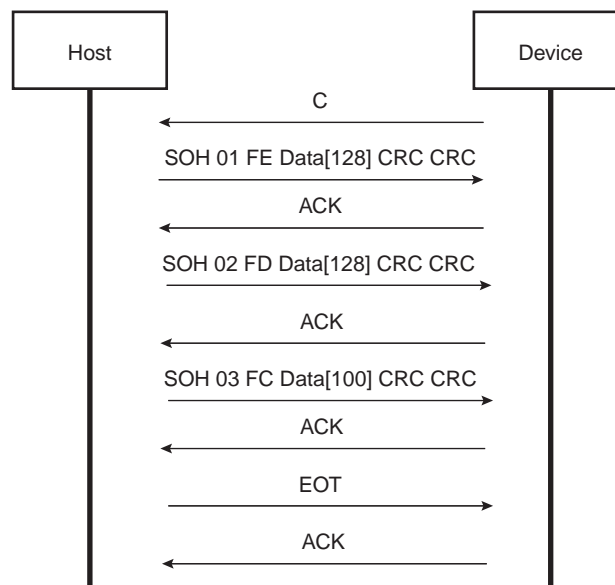 Host
Device
C
SOH 01 FE Data[128] CRC CRC
ACK
SOH 02 FD Data[128] CRC CRC
ACK
SOH 03 FC Data[100] CRC CRC
ACK
EOT
ACK